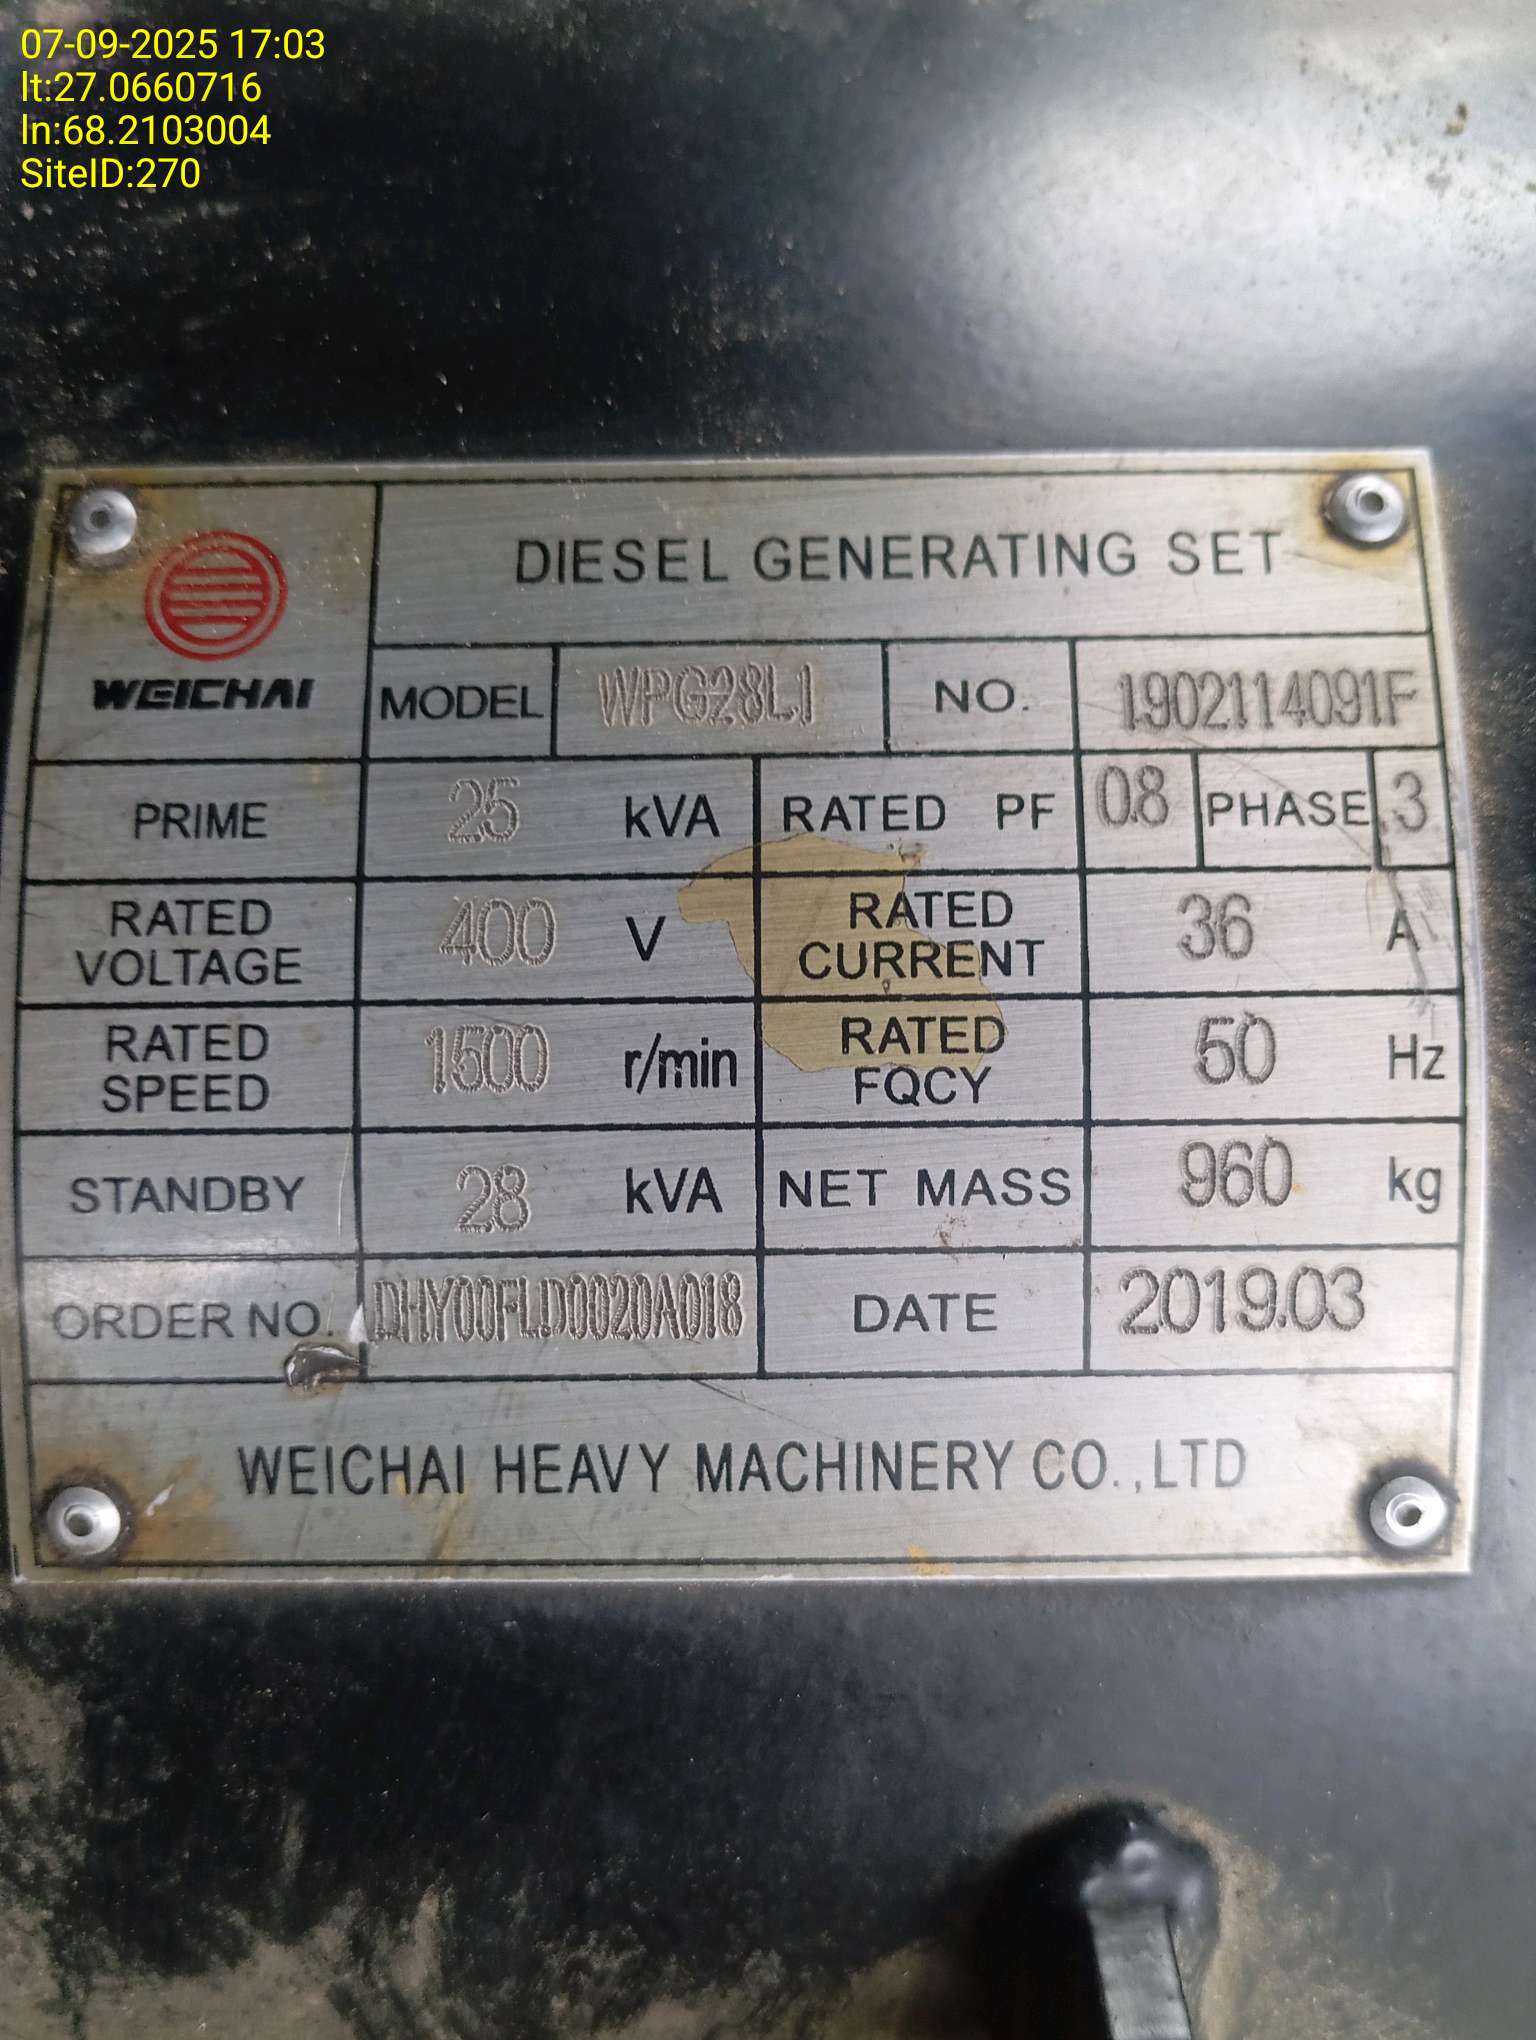 07-09-2025 17:03
lt:27.0660716
ln:68.2103004
SiteID:270
DIESEL GENERATING SET
WEICHAI
MODEL WPG28L1 NO. 1902114091F
PRIME 25 kVA RATED PF 0.8 PHASE 3
RATED VOLTAGE 400 V RATED CURRENT 36 A
RATED SPEED 1500 r/min RATED FQCY 50 Hz
STANDBY 28 kVA NET MASS 960 kg
ORDER NO. DHY00FLD0020A018 DATE 2019.03
WEICHAI HEAVY MACHINERY CO.,LTD